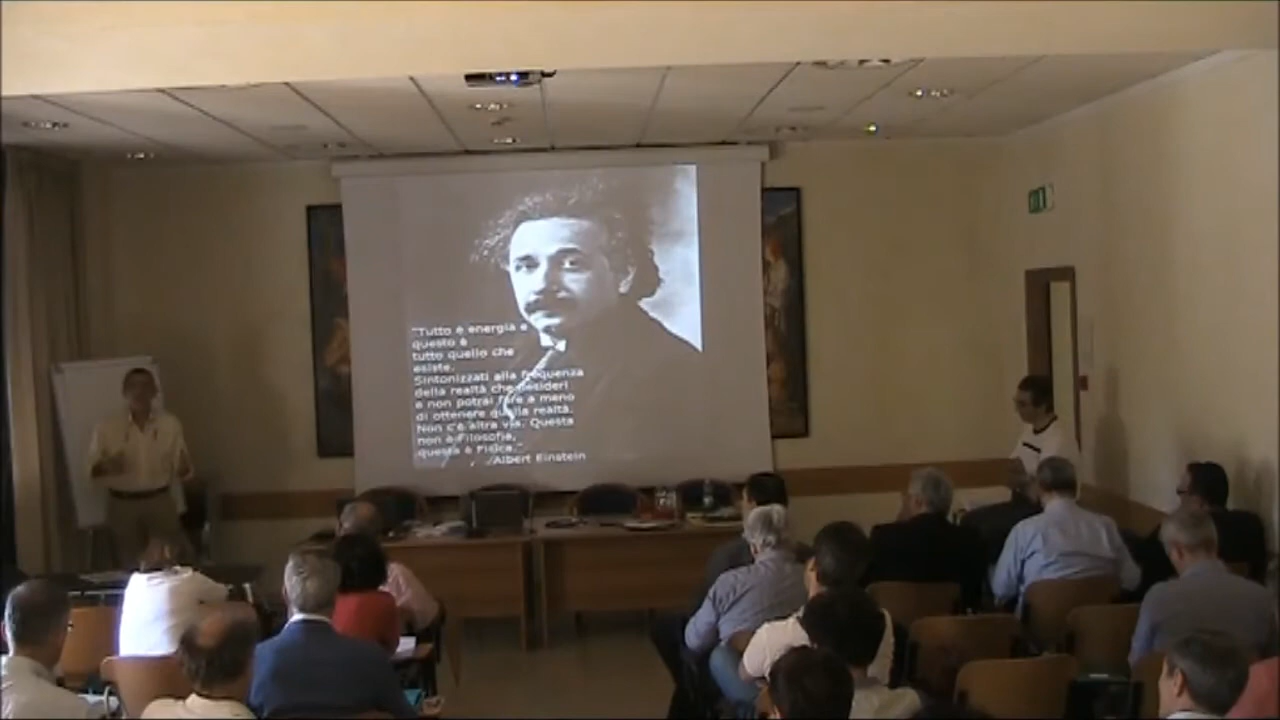 "Tutto è energia e
questo è
tutto quello che
esiste.
Sintonizzati alla frequenza
della realtà che desideri
e non potrai fare a meno
di ottenere quella realtà.
Non c'è altra via. Questa
non è Filosofia,
questa è Fisica."
Albert Einstein